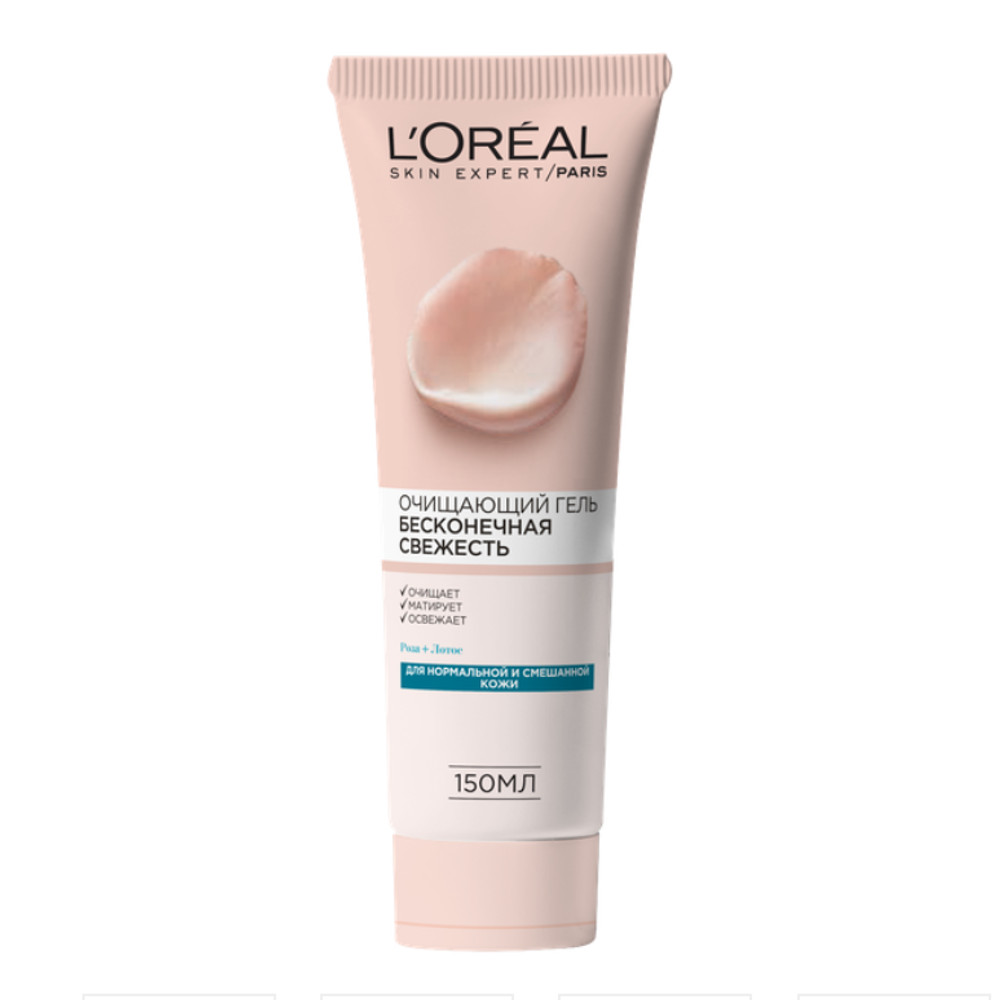 L'ORÉAL
SKIN EXPERT/PARIS
ОЧИЩАЮЩИЙ ГЕЛЬ
БЕСКОНЕЧНАЯ
СВЕЖЕСТЬ
✓ОЧИЩАЕТ
✓МАТИРУЕТ
✓ОСВЕЖАЕТ
Роза + Лотос
ДЛЯ НОРМАЛЬНОЙ И СМЕШАННОЙ
КОЖИ
150МЛ